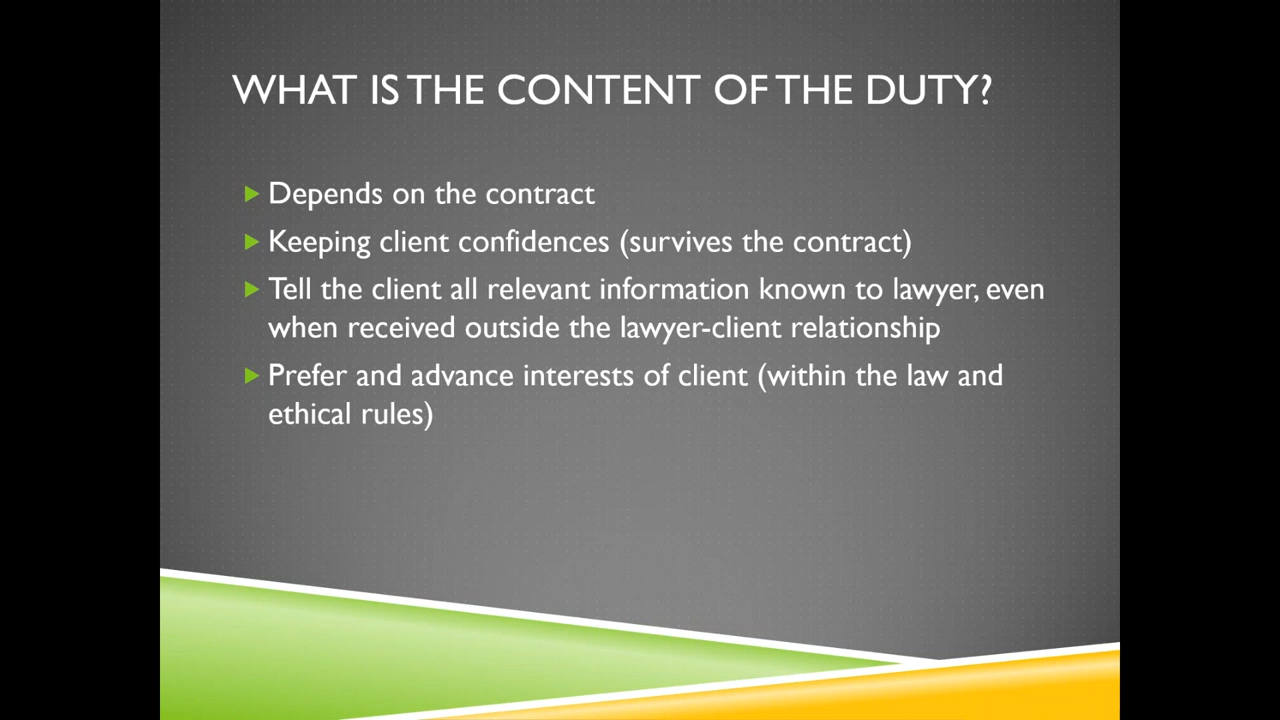 WHAT IS THE CONTENT OF THE DUTY?
Depends on the contract
Keeping client confidences (survives the contract)
Tell the client all relevant information known to lawyer, even
when received outside the lawyer-client relationship
Prefer and advance interests of client (within the law and
ethical rules)